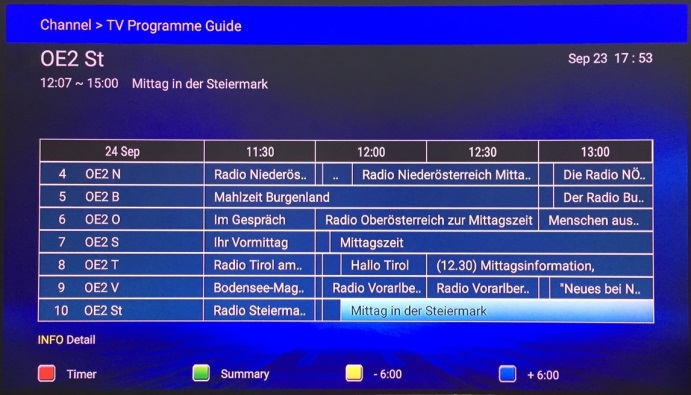 Channel > TV Programme Guide
OE2 St
Sep 23 17:53
12:07 ~ 15:00 Mittag in der Steiermark
24 Sep 11:30 12:00 12:30 13:00
4 OE2 N Radio Niederös.. .. Radio Niederösterreich Mitta.. Die Radio NÖ..
5 OE2 B Mahlzeit Burgenland Der Radio Bu..
6 OE2 O Im Gespräch Radio Oberösterreich zur Mittagszeit Menschen aus..
7 OE2 S Ihr Vormittag Mittagszeit
8 OE2 T Radio Tirol am.. Hallo Tirol (12.30) Mittagsinformation,
9 OE2 V Bodensee-Mag.. Radio Vorarlbe.. Radio Vorarlber.. "Neues bei N..
10 OE2 St Radio Steierma.. Mittag in der Steiermark
INFO Detail
Timer Summary - 6:00 + 6:00